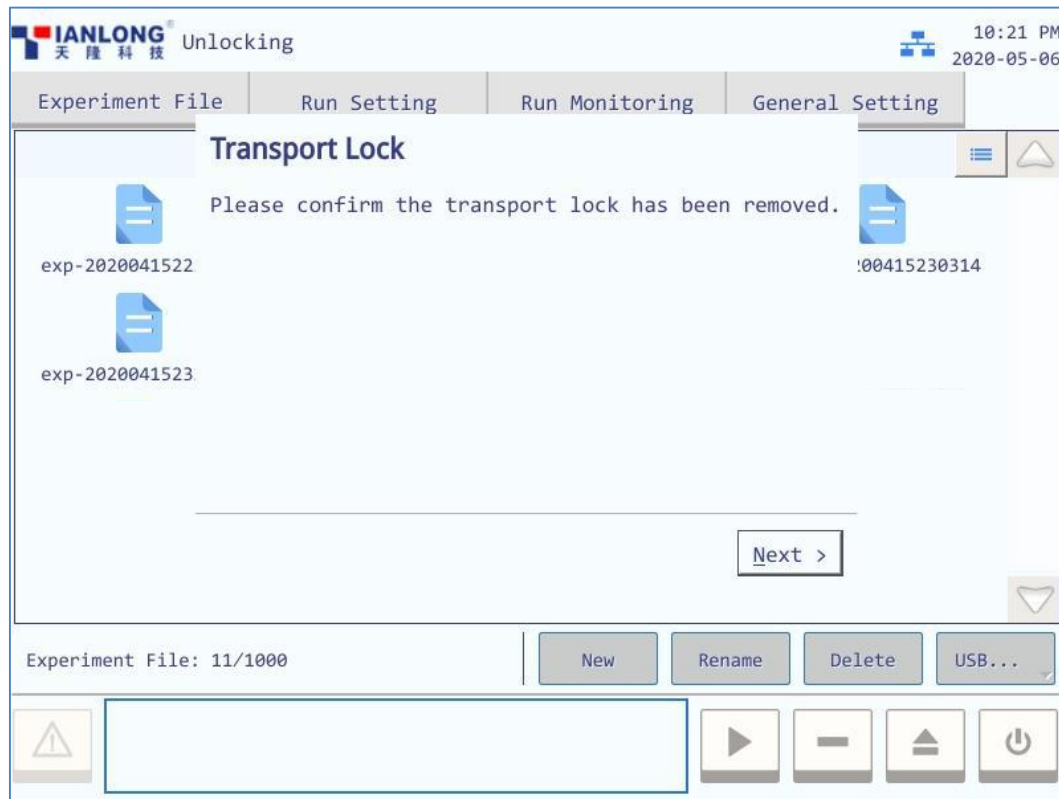 TIANLONG®
天隆科技
Unlocking
10:21 PM
2020-05-06
Experiment File
Run Setting
Run Monitoring
General Setting
Transport Lock
Please confirm the transport lock has been removed.
exp-2020041522
200415230314
exp-2020041523
Next >
Experiment File: 11/1000
New
Rename
Delete
USB...